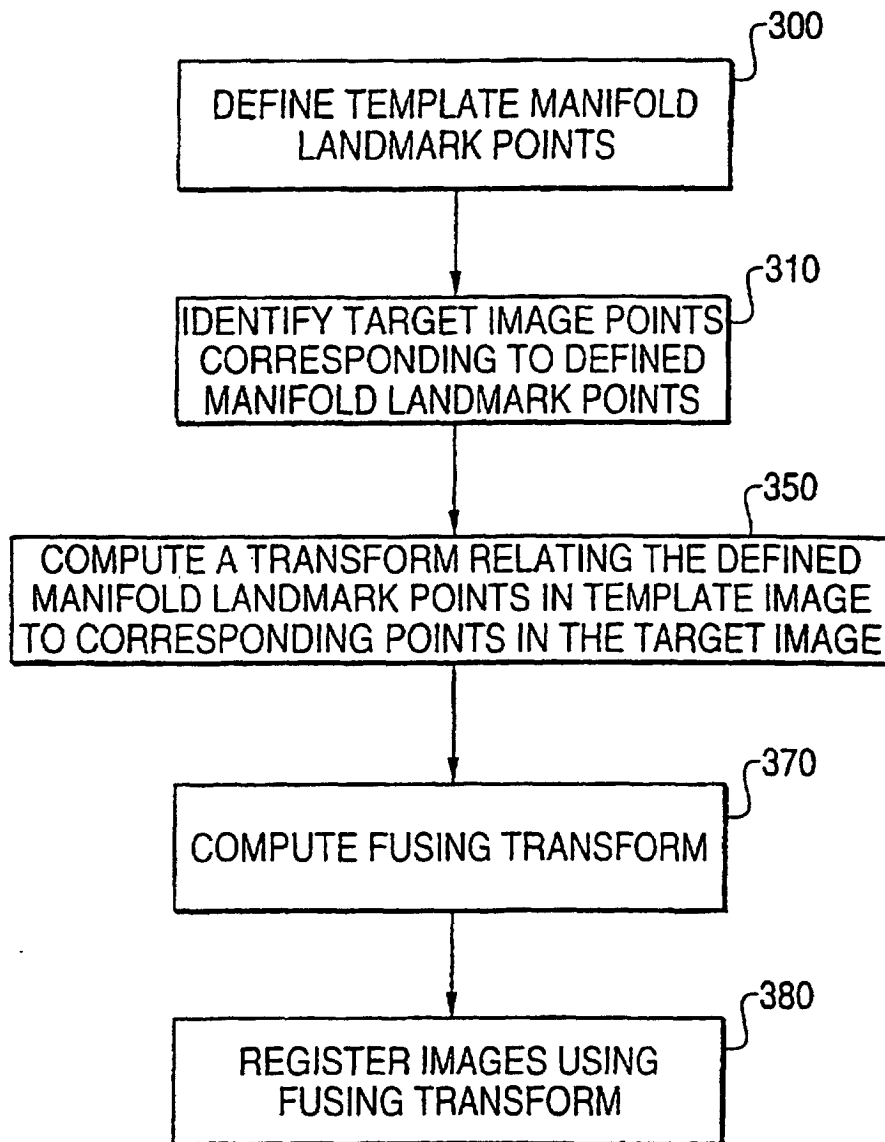 300
DEFINE TEMPLATE MANIFOLD
LANDMARK POINTS
310
IDENTIFY TARGET IMAGE POINTS
CORRESPONDING TO DEFINED
MANIFOLD LANDMARK POINTS
350
COMPUTE A TRANSFORM RELATING THE DEFINED
MANIFOLD LANDMARK POINTS IN TEMPLATE IMAGE
TO CORRESPONDING POINTS IN THE TARGET IMAGE
370
COMPUTE FUSING TRANSFORM
380
REGISTER IMAGES USING
FUSING TRANSFORM